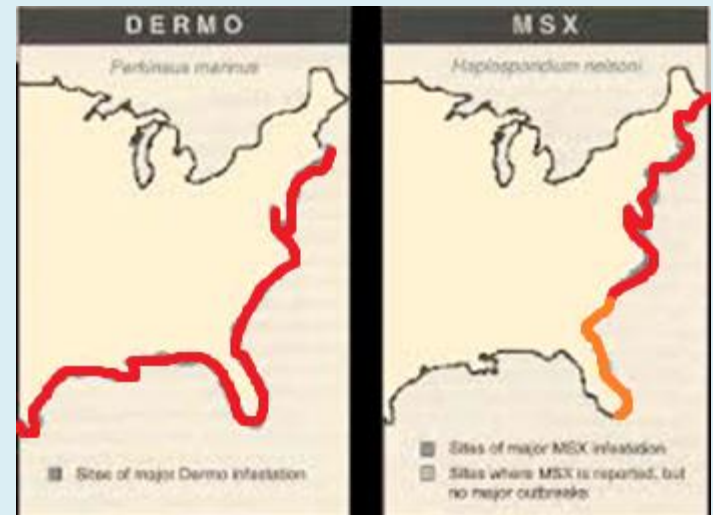 DERMO
Perkinsus marinus
Sites of major Dermo infestation
MSX
Haplosporidium nelsoni
Sites of major MSX infestation
Sites where MSX is reported, but
no major outbreaks